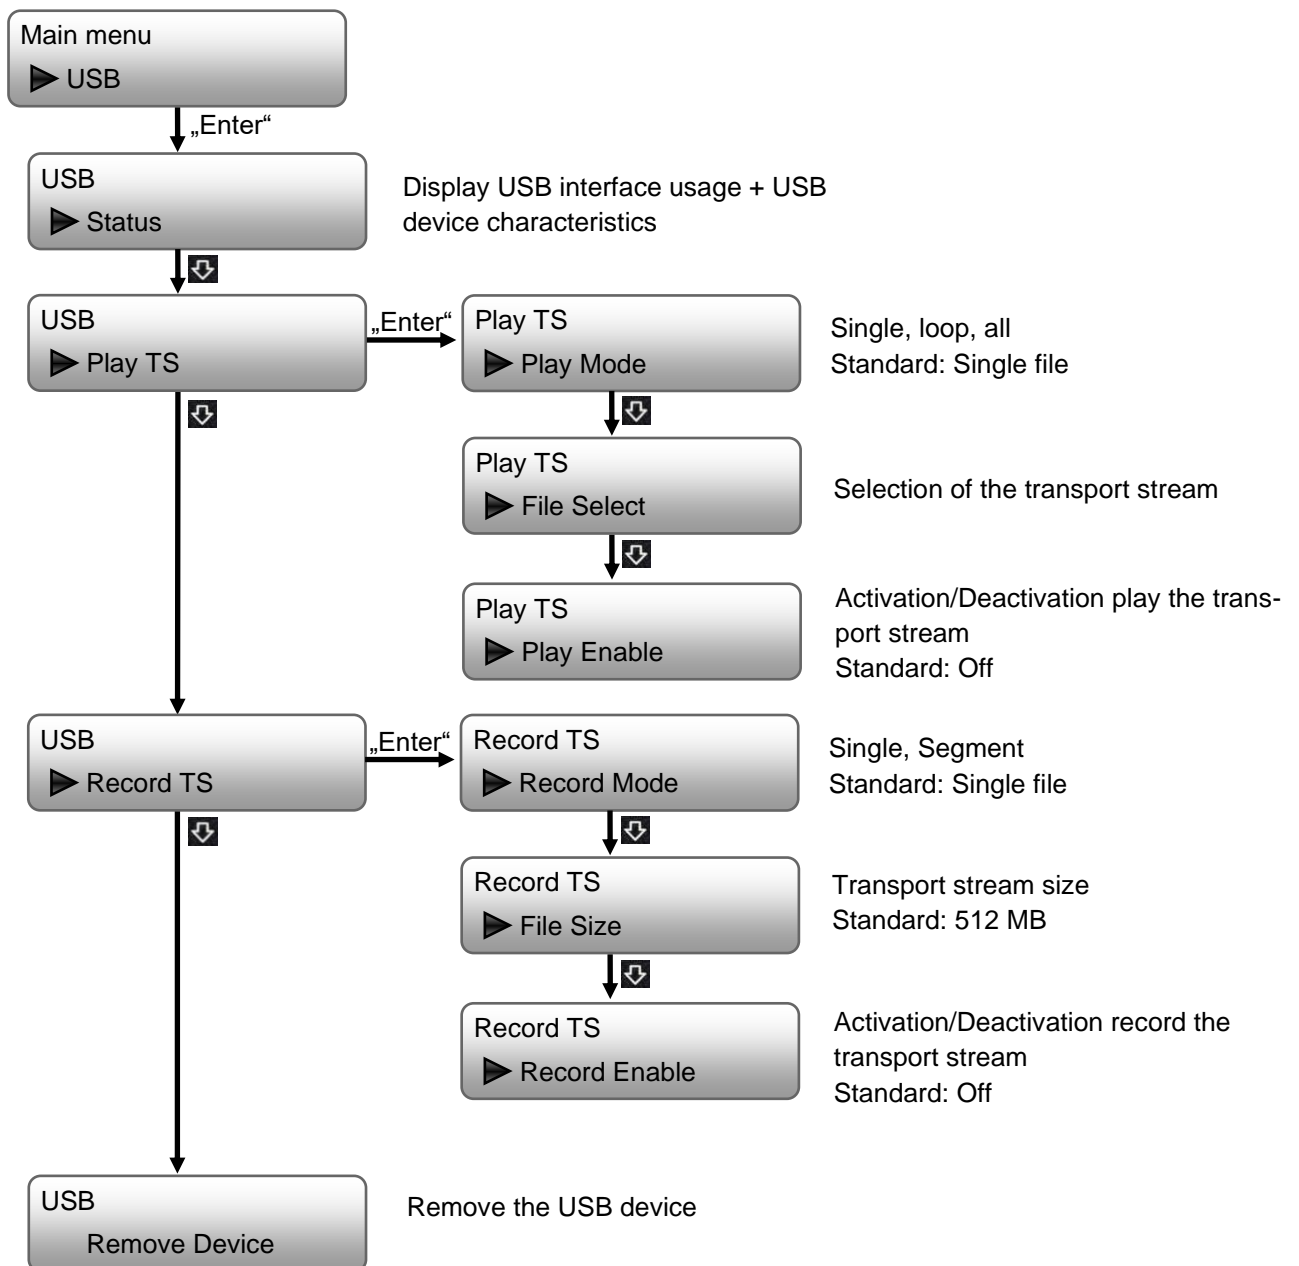 Main menu
USB
„Enter“
USB
Status
Display USB interface usage + USB
device characteristics
USB
Play TS
„Enter“
Play TS
Play Mode
Single, loop, all
Standard: Single file
Play TS
File Select
Selection of the transport stream
Play TS
Play Enable
Activation/Deactivation play the trans-
port stream
Standard: Off
USB
Record TS
„Enter“
Record TS
Record Mode
Single, Segment
Standard: Single file
Record TS
File Size
Transport stream size
Standard: 512 MB
Record TS
Record Enable
Activation/Deactivation record the
transport stream
Standard: Off
USB
Remove Device
Remove the USB device